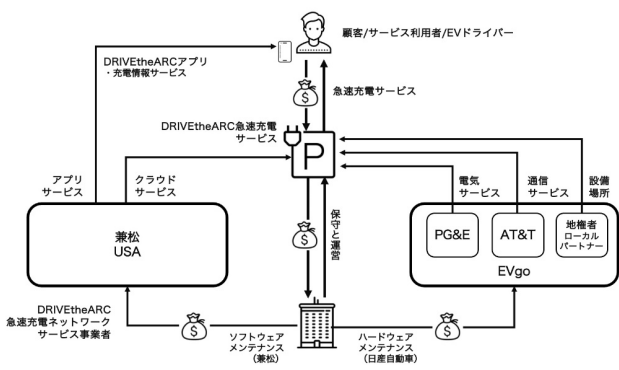 顧客/サービス利用者/EVドライバー
DRIVEtheARCアプリ
・充電情報サービス
急速充電サービス
DRIVEtheARC急速充電
サービス
P
アプリ
サービス
クラウド
サービス
電気
サービス
通信
サービス
設備
場所
保守と運営
兼松
USA
PG&E
AT&T
地権者
ローカル
パートナー
EVgo
DRIVEtheARC
急速充電ネットワーク
サービス事業者
$
$
$
$
ソフトウェア
メンテナンス
(兼松)
ハードウェア
メンテナンス
(日産自動車)